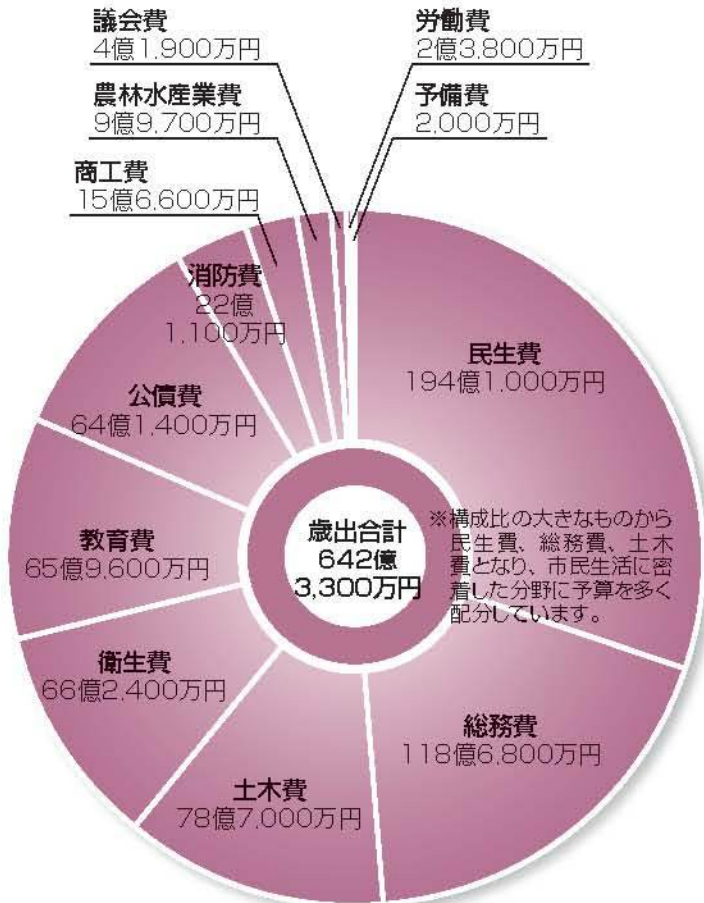 議会費
4億1,900万円
労働費
2億3,800万円
農林水産業費
9億9,700万円
予備費
2,000万円
商工費
15億6,600万円
消防費
22億
1,100万円
民生費
194億1,000万円
公債費
64億1,400万円
教育費
65億9,600万円
歳出合計
642億
3,300万円
※構成比の大きなものから
民生費、総務費、土木
費となり、市民生活に密
着した分野に予算を多く
配分しています。
衛生費
66億2,400万円
総務費
118億6,800万円
土木費
78億7,000万円